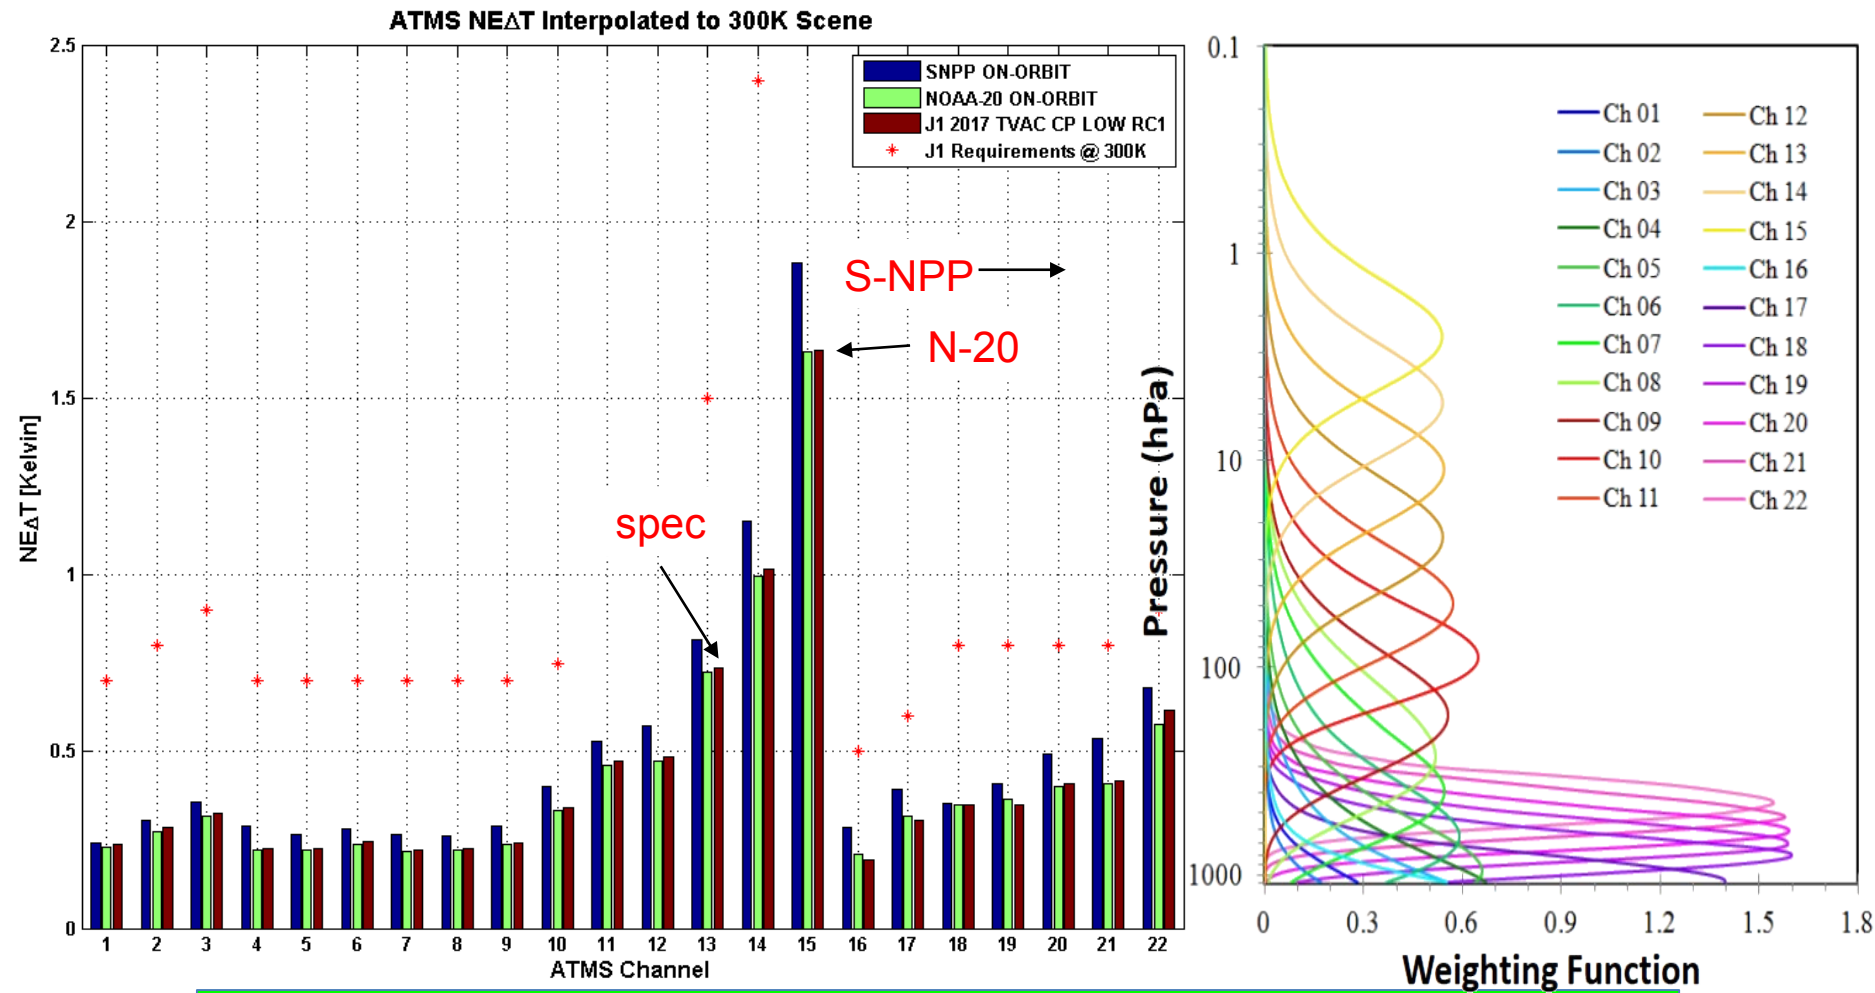 ATMS NEΔT Interpolated to 300K Scene
2.5
2
1.5
1
0.5
0
NEΔT [Kelvin]
SNPP ON-ORBIT
NOAA-20 ON-ORBIT
J1 2017 TVAC CP LOW RC1
J1 Requirements @ 300K
S-NPP
N-20
spec
1 2 3 4 5 6 7 8 9 10 11 12 13 14 15 16 17 18 19 20 21 22
ATMS Channel
Pressure (hPa)
0.1
1
10
100
1000
Ch 01
Ch 02
Ch 03
Ch 04
Ch 05
Ch 06
Ch 07
Ch 08
Ch 09
Ch 10
Ch 11
Ch 12
Ch 13
Ch 14
Ch 15
Ch 16
Ch 17
Ch 18
Ch 19
Ch 20
Ch 21
Ch 22
0 0.3 0.6 0.9 1.2 1.5 1.8
Weighting Function